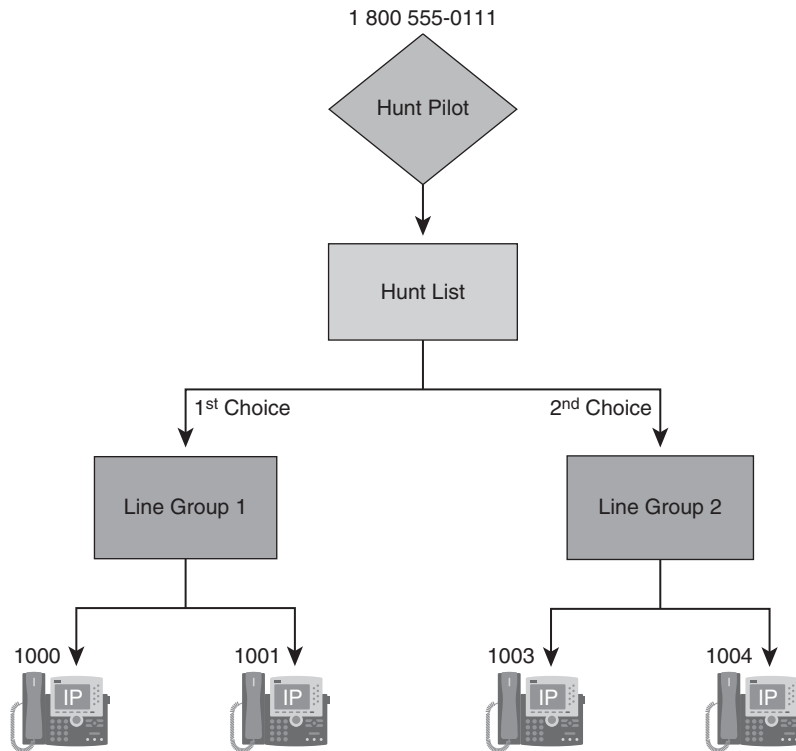 1 800 555-0111
Hunt Pilot
Hunt List
1st Choice
2nd Choice
Line Group 1
Line Group 2
1000
1001
1003
1004
IP
IP
IP
IP